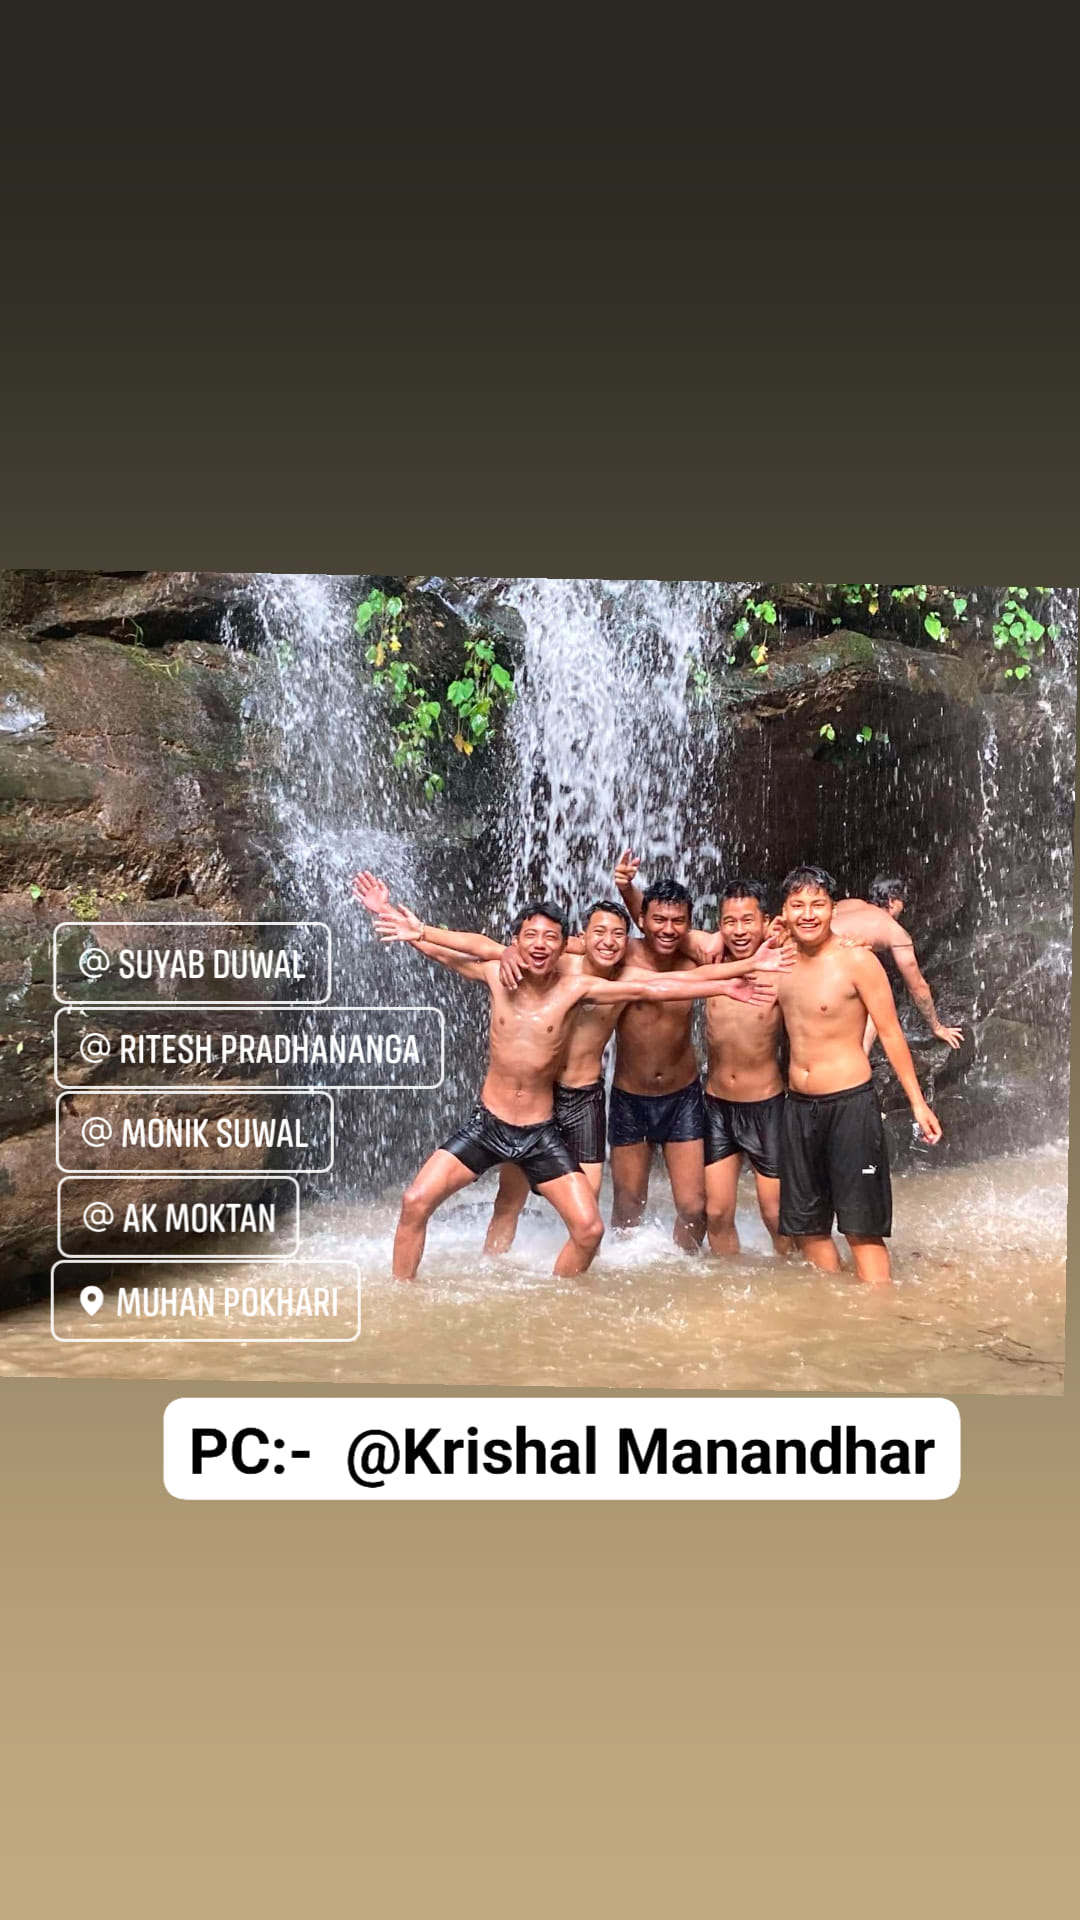 @ SUYAB DUWAL
@ RITESH PRADHANANGA
@ MONIK SUWAL
@ AK MOKTAN
MUHAN POKHARI
PC:- @Krishal Manandhar